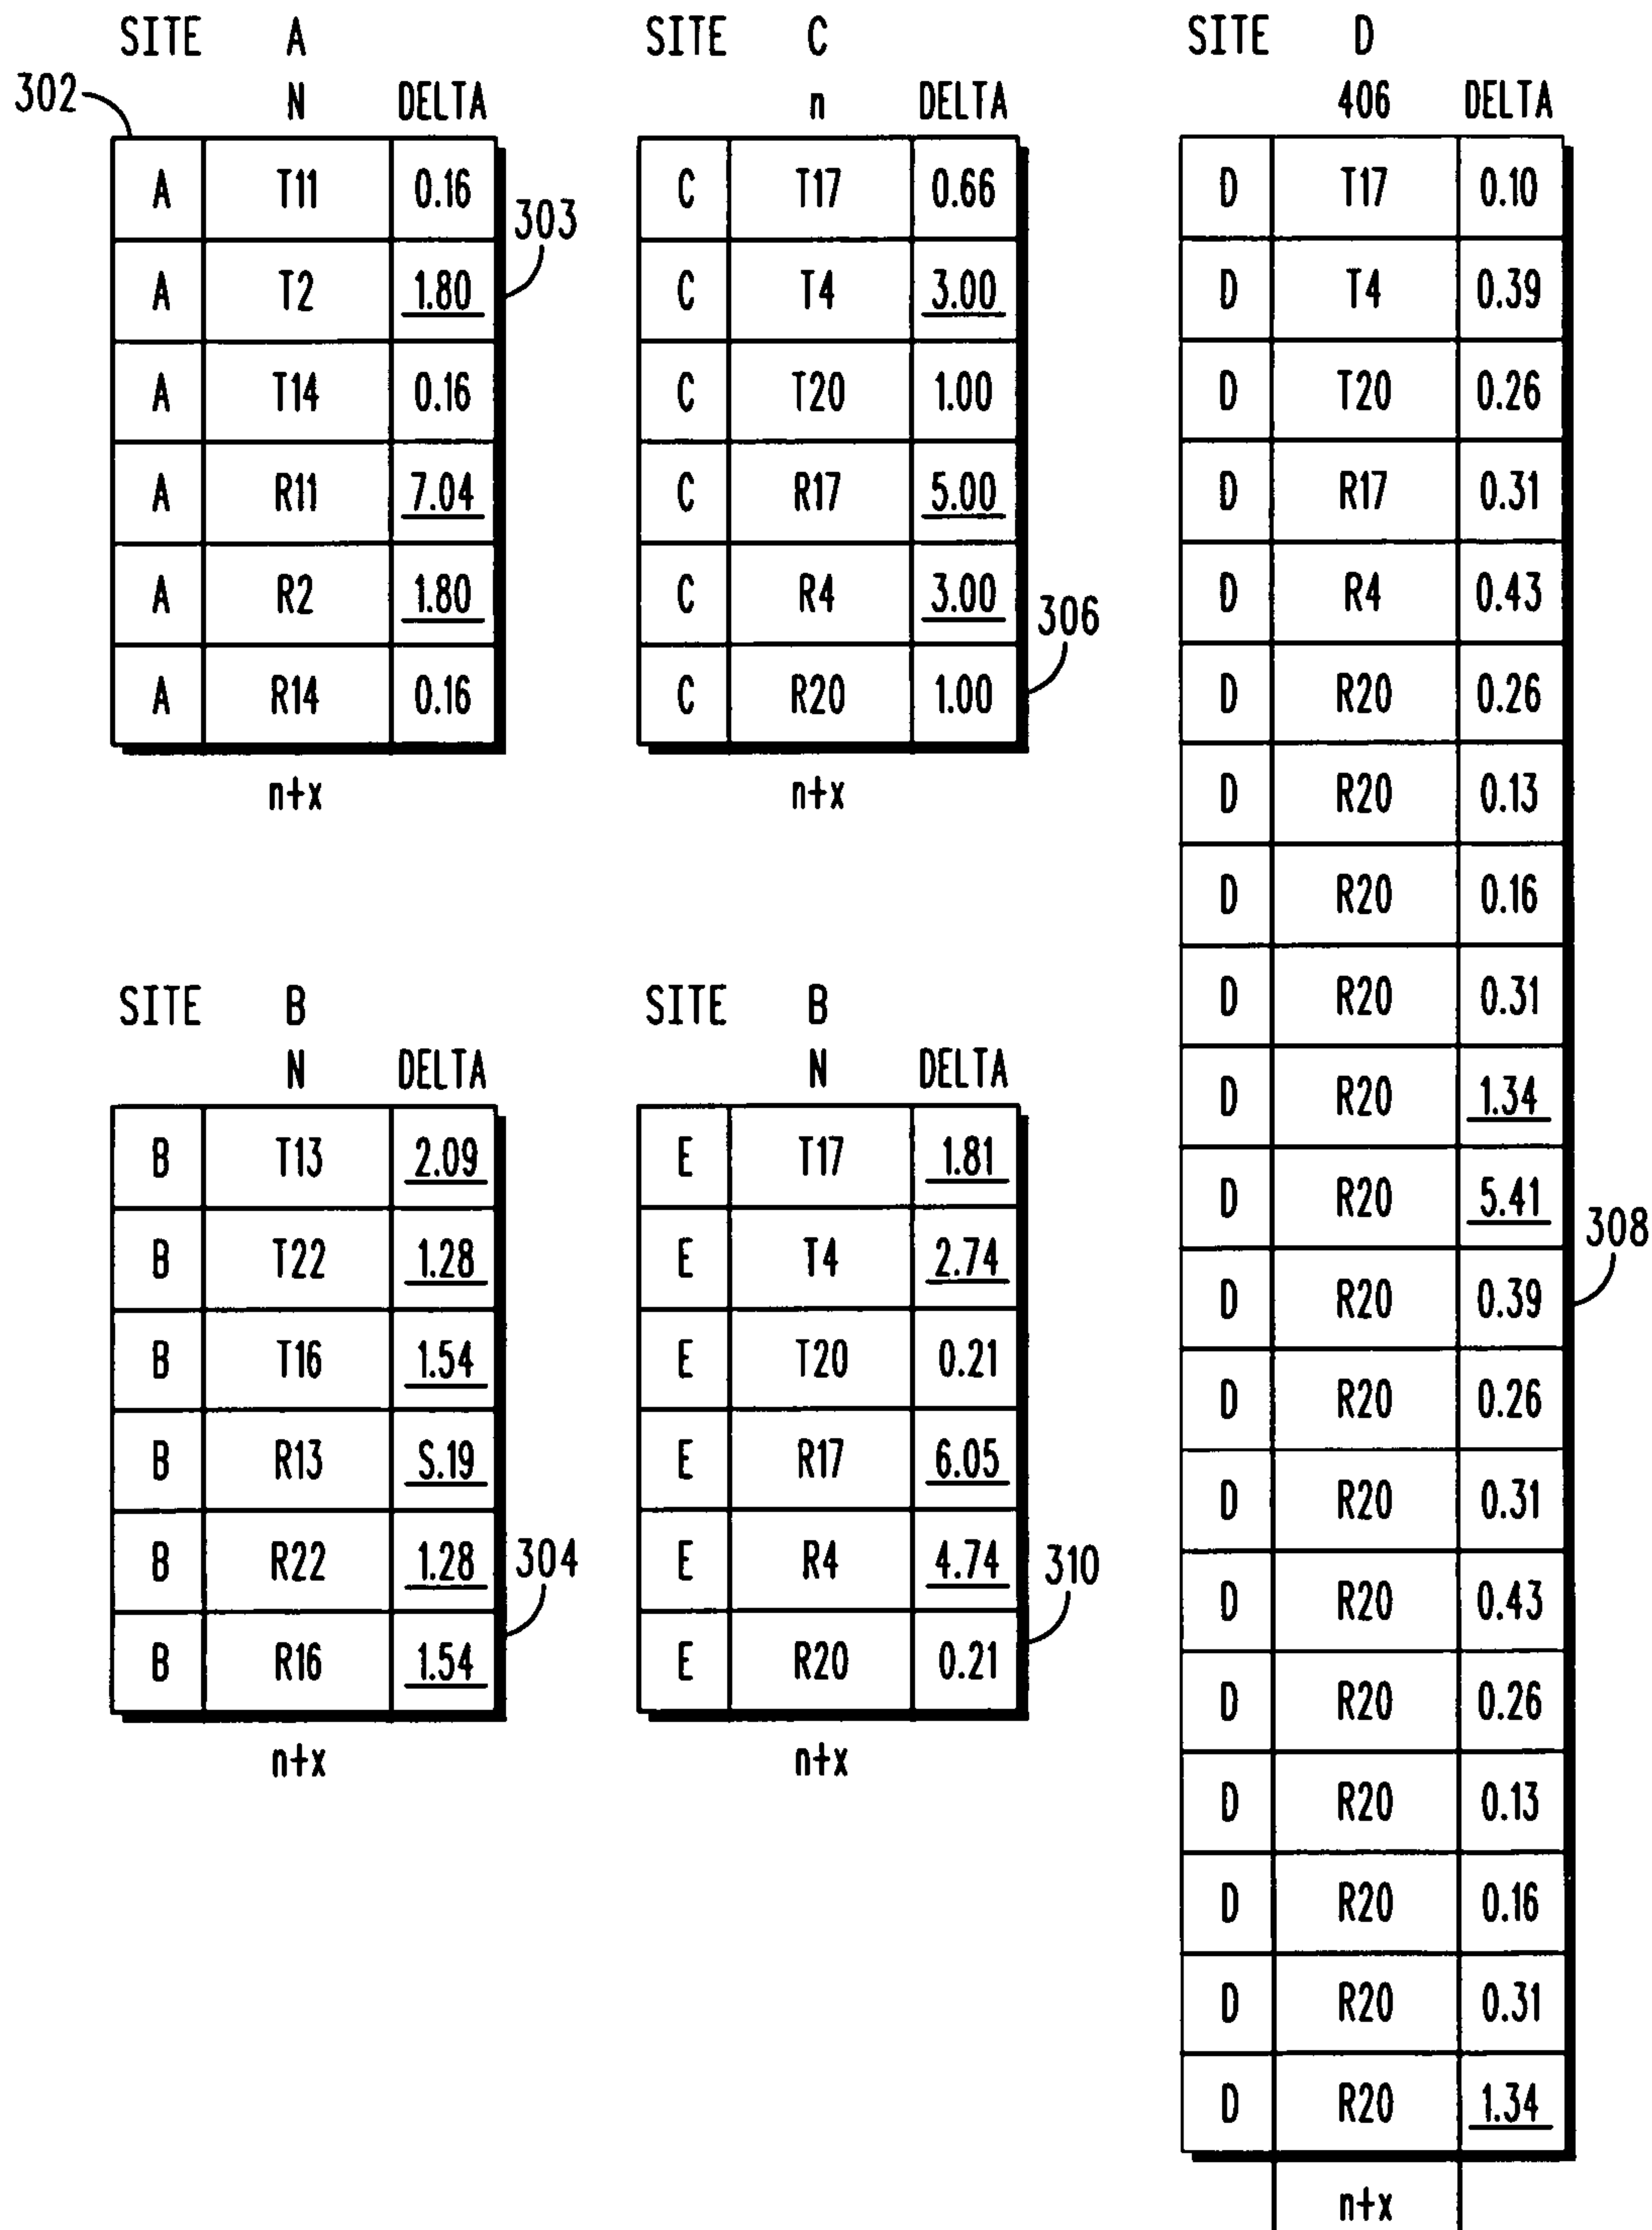 SITE A
N DELTA
302
A T11 0.16
303
A T2 1.80
A T14 0.16
A R11 7.04
A R2 1.80
A R14 0.16
n+x
SITE C
n DELTA
C T17 0.66
C T4 3.00
C T20 1.00
C R17 5.00
C R4 3.00
306
C R20 1.00
n+x
SITE B
N DELTA
B T13 2.09
B T22 1.28
B T16 1.54
B R13 S.19
B R22 1.28
304
B R16 1.54
n+x
SITE B
N DELTA
E T17 1.81
E T4 2.74
E T20 0.21
E R17 6.05
E R4 4.74
310
E R20 0.21
n+x
SITE D
406 DELTA
D T17 0.10
D T4 0.39
D T20 0.26
D R17 0.31
D R4 0.43
D R20 0.26
D R20 0.13
D R20 0.16
D R20 0.31
D R20 1.34
D R20 5.41
308
D R20 0.39
D R20 0.26
D R20 0.31
D R20 0.43
D R20 0.26
D R20 0.13
D R20 0.16
D R20 0.31
D R20 1.34
n+x